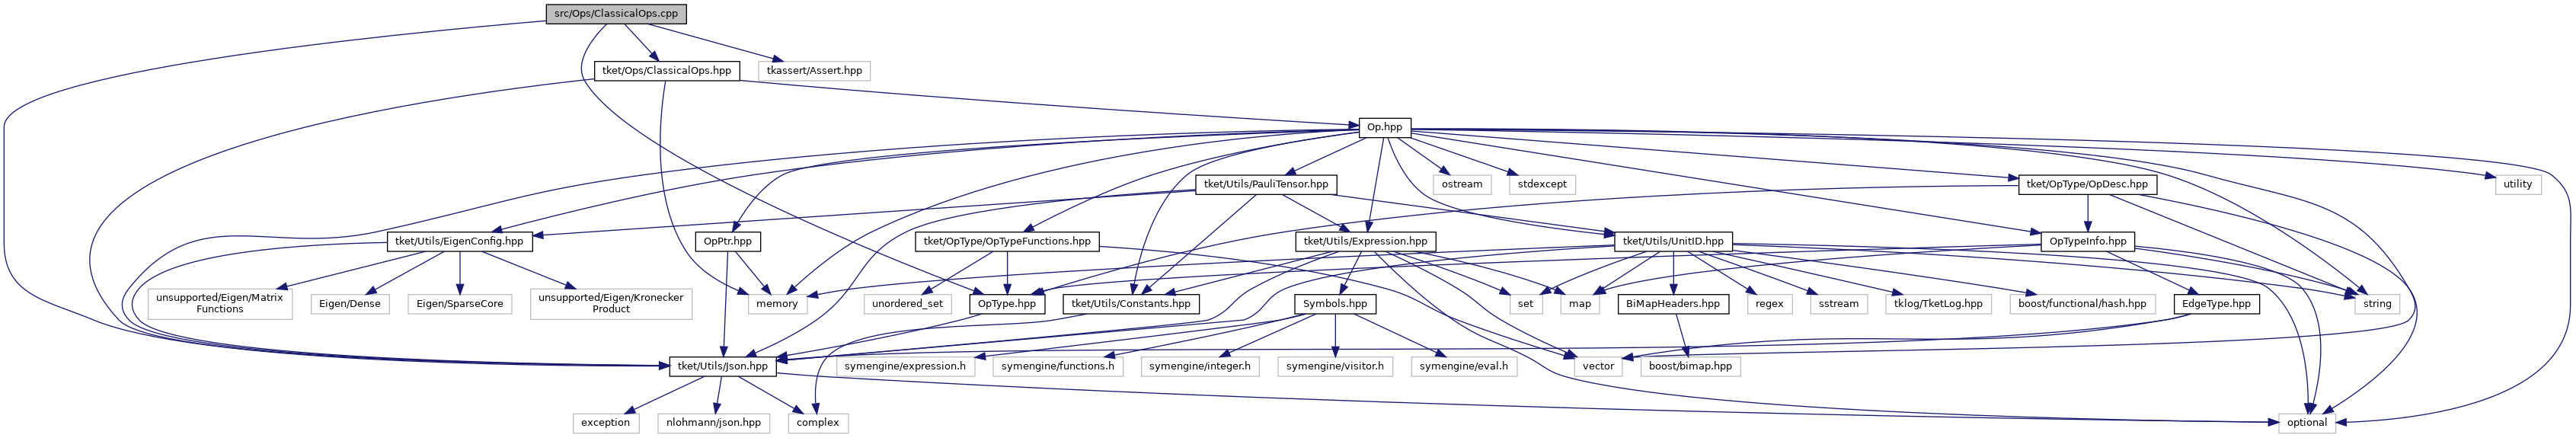 src/Ops/ClassicalOps.cpp
tket/Ops/ClassicalOps.hpp
tkassert/Assert.hpp
Op.hpp
tket/Utils/PauliTensor.hpp
ostream
stdexcept
tket/OpType/OpDesc.hpp
utility
tket/Utils/EigenConfig.hpp
OpPtr.hpp
tket/OpType/OpTypeFunctions.hpp
tket/Utils/Expression.hpp
tket/Utils/UnitID.hpp
OpTypeInfo.hpp
unsupported/Eigen/Matrix
Functions
Eigen/Dense
Eigen/SparseCore
unsupported/Eigen/Kronecker
Product
memory
unordered_set
OpType.hpp
tket/Utils/Constants.hpp
Symbols.hpp
set
map
BiMapHeaders.hpp
regex
sstream
tklog/TketLog.hpp
boost/functional/hash.hpp
EdgeType.hpp
string
tket/Utils/Json.hpp
symengine/expression.h
symengine/functions.h
symengine/integer.h
symengine/visitor.h
symengine/eval.h
vector
boost/bimap.hpp
exception
nlohmann/json.hpp
complex
optional